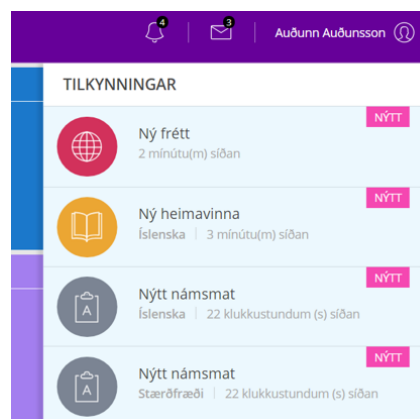 4
3
Auðunn Auðunsson
TILKYNNINGAR
NÝTT
Ný frétt
2 mínútu(m) síðan
NÝTT
Ný heimavinna
Íslenska | 3 mínútu(m) síðan
NÝTT
Nýtt námsmat
A
Íslenska | 22 klukkustundum (s) síðan
NÝTT
Nýtt námsmat
A
Stærðfræði | 22 klukkustundum (s) síðan